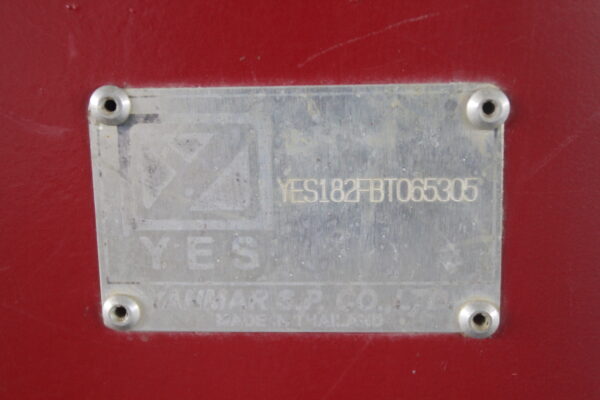 YES182FBT065305
YES
YANMAR S.P. CO., LTD.
MADE IN THAILAND